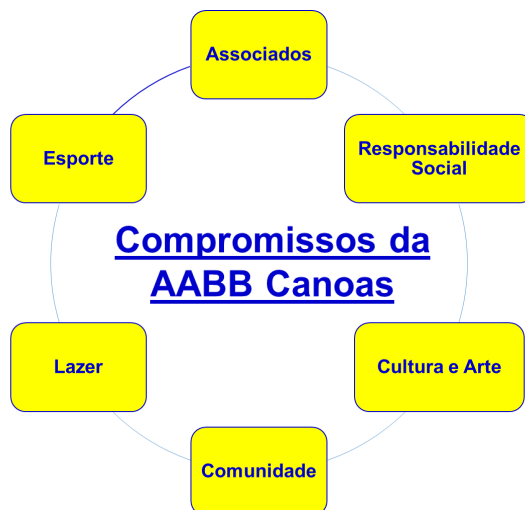 Associados
Esporte
Responsabilidade
Social
Compromissos da
AABB Canoas
Lazer
Cultura e Arte
Comunidade